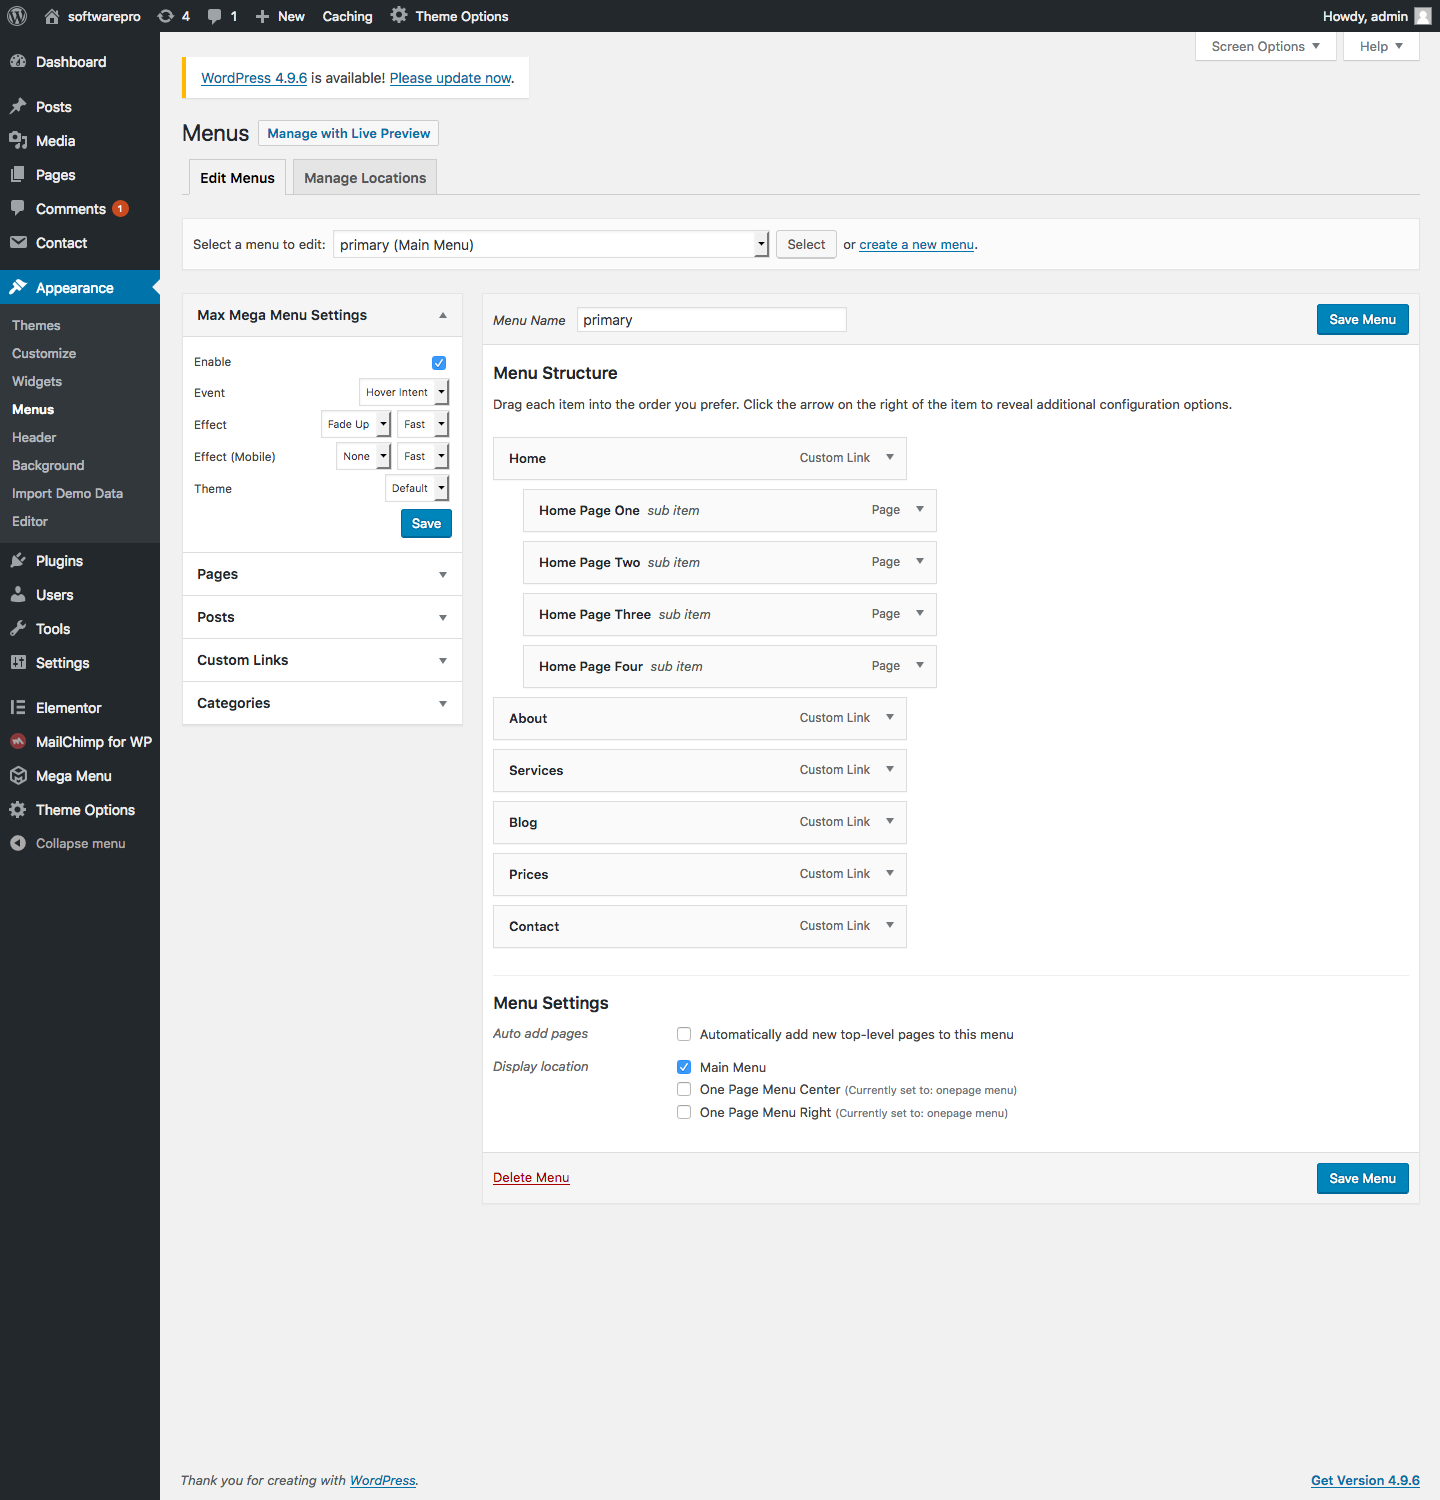 softwarepro 4 1 New Caching Theme Options Howdy, admin
Screen Options Help
Dashboard
Posts
Media
Pages
Comments 1
Contact
Appearance
Themes
Customize
Widgets
Menus
Header
Background
Import Demo Data
Editor
Plugins
Users
Tools
Settings
Elementor
MailChimp for WP
Mega Menu
Theme Options
Collapse menu
WordPress 4.9.6 is available! Please update now.
Menus Manage with Live Preview
Edit Menus Manage Locations
Select a menu to edit: primary (Main Menu) Select or create a new menu.
Max Mega Menu Settings
Enable
Event Hover Intent
Effect Fade Up Fast
Effect (Mobile) None Fast
Theme Default
Save
Pages
Posts
Custom Links
Categories
Menu Name primary Save Menu
Menu Structure
Drag each item into the order you prefer. Click the arrow on the right of the item to reveal additional configuration options.
Home Custom Link
Home Page One sub item Page
Home Page Two sub item Page
Home Page Three sub item Page
Home Page Four sub item Page
About Custom Link
Services Custom Link
Blog Custom Link
Prices Custom Link
Contact Custom Link
Menu Settings
Auto add pages Automatically add new top-level pages to this menu
Display location Main Menu
One Page Menu Center (Currently set to: onepage menu)
One Page Menu Right (Currently set to: onepage menu)
Delete Menu Save Menu
Thank you for creating with WordPress. Get Version 4.9.6